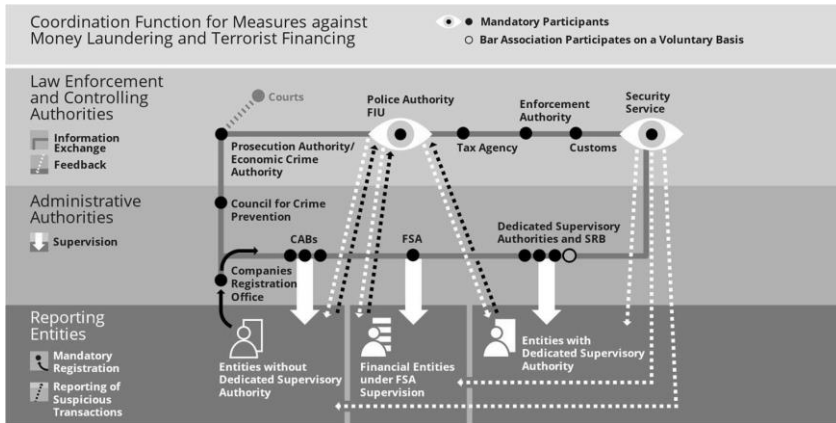 Coordination Function for Measures against
Money Laundering and Terrorist Financing
Mandatory Participants
Bar Association Participates on a Voluntary Basis
Law Enforcement
and Controlling
Authorities
Information
Exchange
Feedback
Courts
Police Authority
FIU
Enforcement
Authority
Security
Service
Prosecution Authority/
Economic Crime
Authority
Tax Agency
Customs
Administrative
Authorities
Supervision
Council for Crime
Prevention
CABs
FSA
Dedicated Supervisory
Authorities and SRB
Companies
Registration
Office
Reporting
Entities
Mandatory
Registration
Reporting of
Suspicious
Transactions
Entities without
Dedicated Supervisory
Authority
Financial Entities
under FSA
Supervision
Entities with
Dedicated Supervisory
Authority